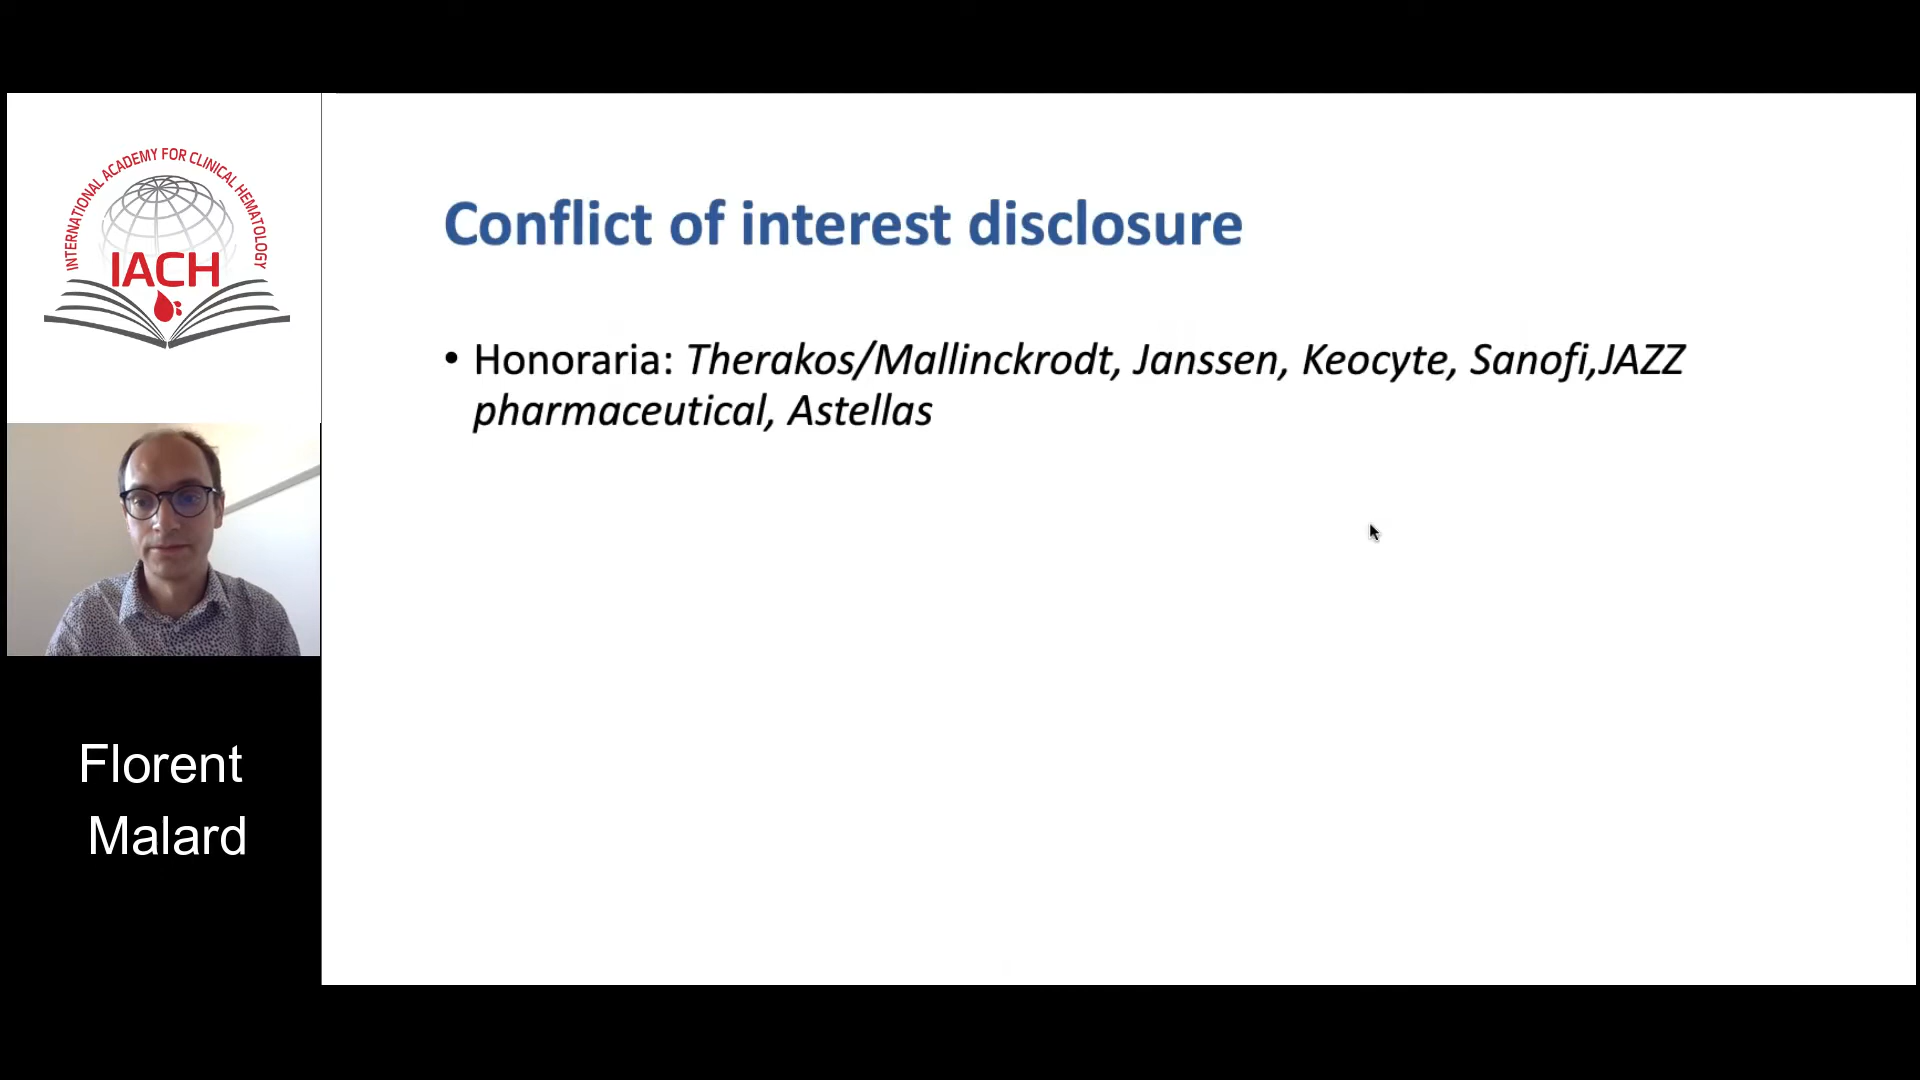 INTERNATIONAL ACADEMY FOR CLINICAL HEMATOLOGY
IACH
Florent
Malard
Conflict of interest disclosure
• Honoraria: Therakos/Mallinckrodt, Janssen, Keocyte, Sanofi,JAZZ
pharmaceutical, Astellas